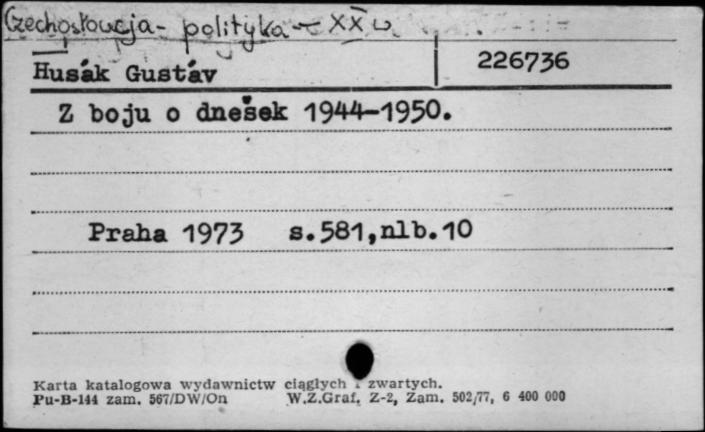 Czechosłowacja - polityka - XX w.
Husák Gustáv 226736
Z boju o dnešek 1944-1950.
Praha 1973 s.581,nlb.10
Karta katalogowa wydawnictw ciągłych i zwartych.
Pu-B-144 zam. 567/DW/On W.Z.Graf. Z-2, Zam. 502/77, 6 400 000